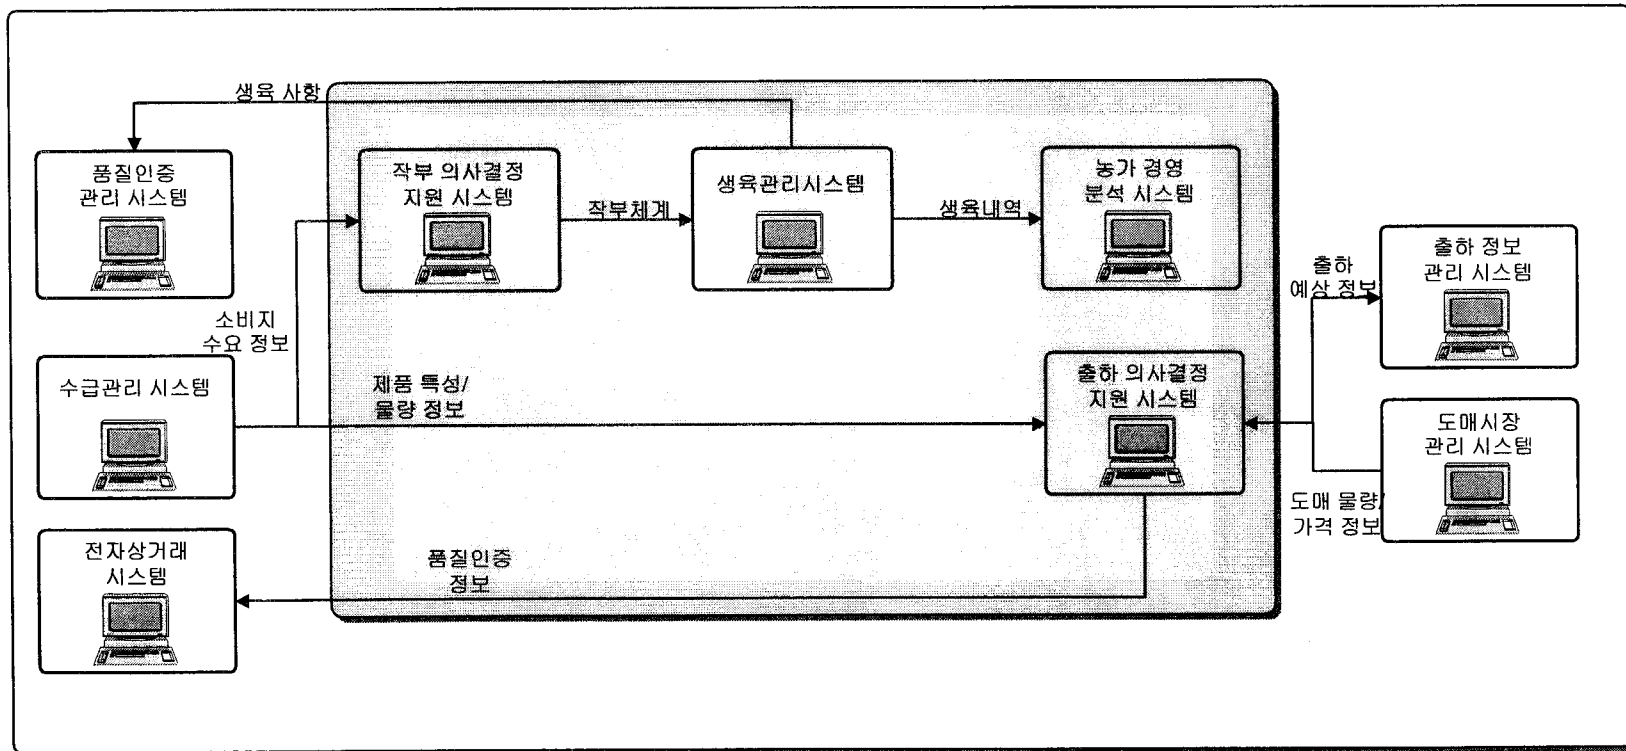 생육 사항
품질인증
관리 시스템
작부 의사결정
지원 시스템
작부체계
생육관리시스템
생육내역
농가 경영
분석 시스템
출하
예상 정보
출하 정보
관리 시스템
소비지
수요 정보
수급관리 시스템
제품 특성/
물량 정보
출하 의사결정
지원 시스템
도매시장
관리 시스템
도매 물량/
가격 정보
전자상거래
시스템
품질인증
정보